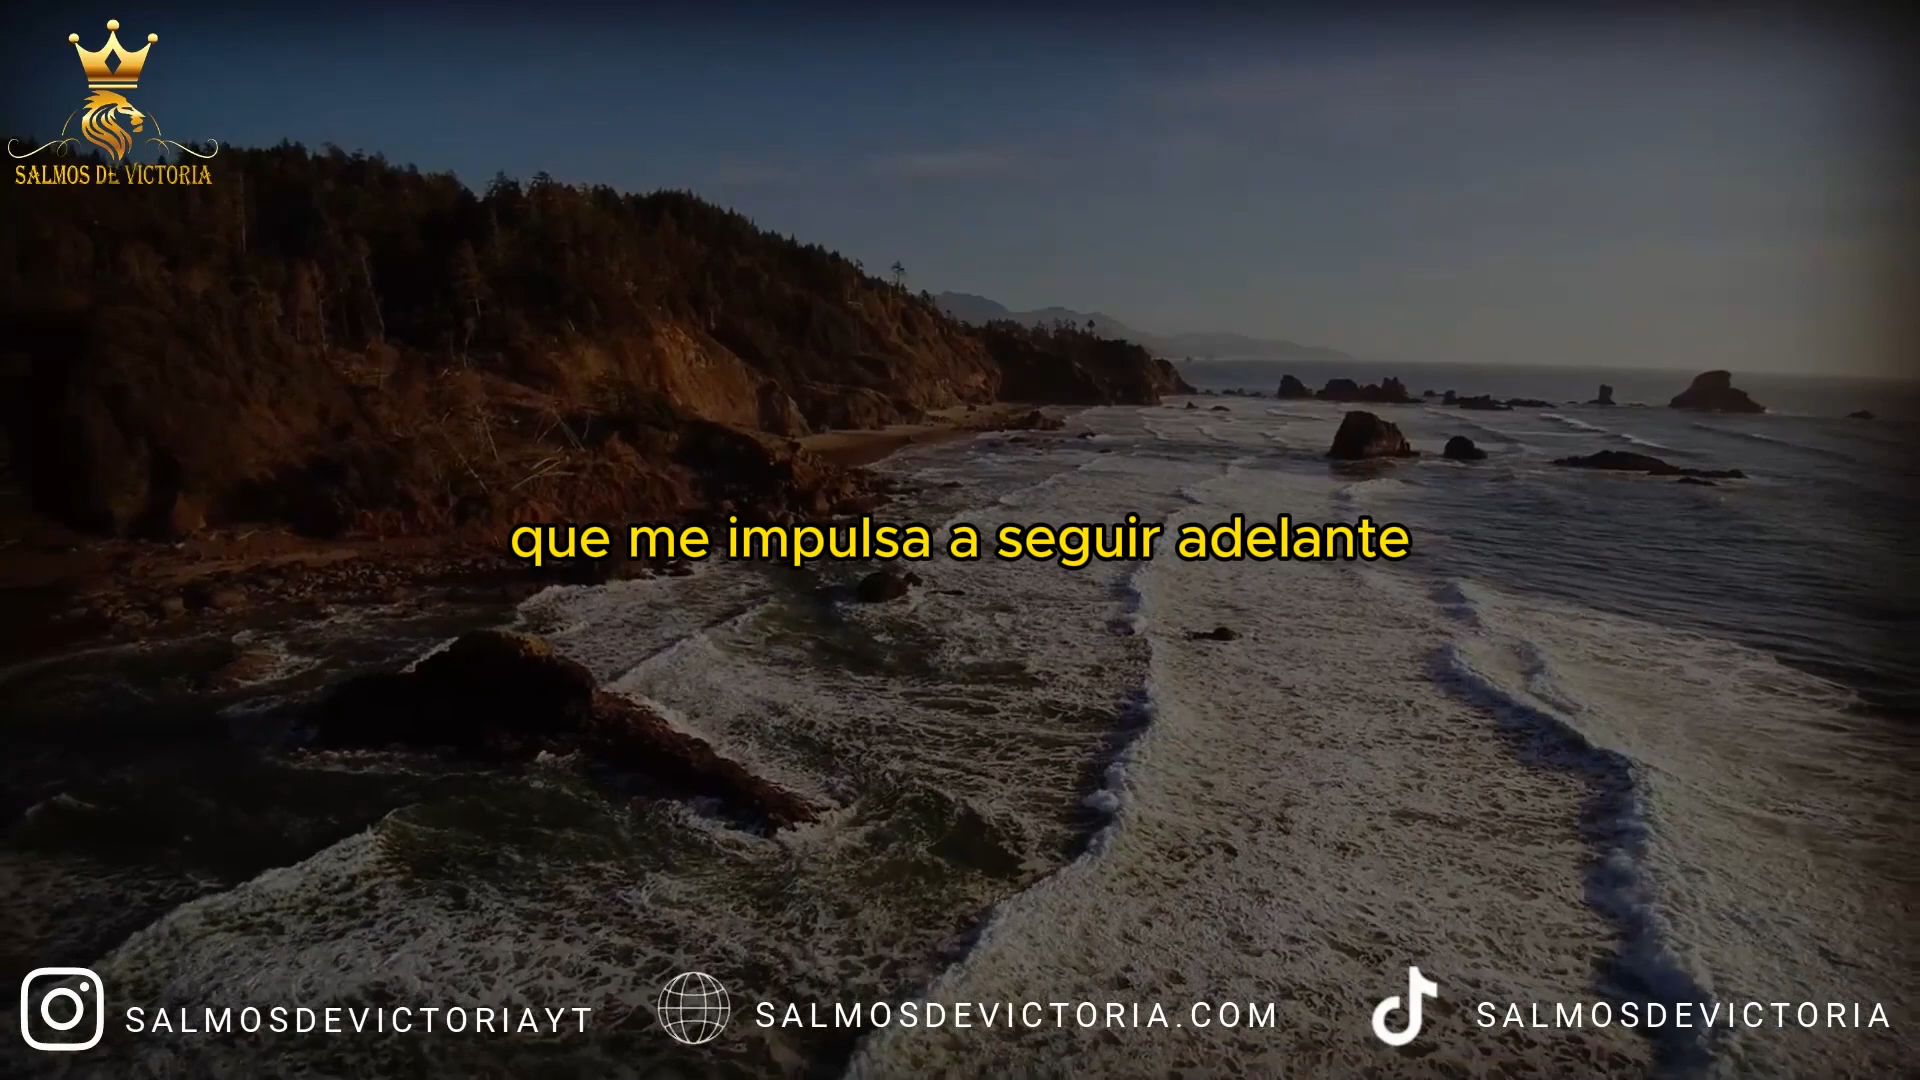 SALMOS DE VICTORIA
que me impulsa a seguir adelante
SALMOSDEVICTORIAYT
SALMOSDEVICTORIA.COM
SALMOSDEVICTORIA